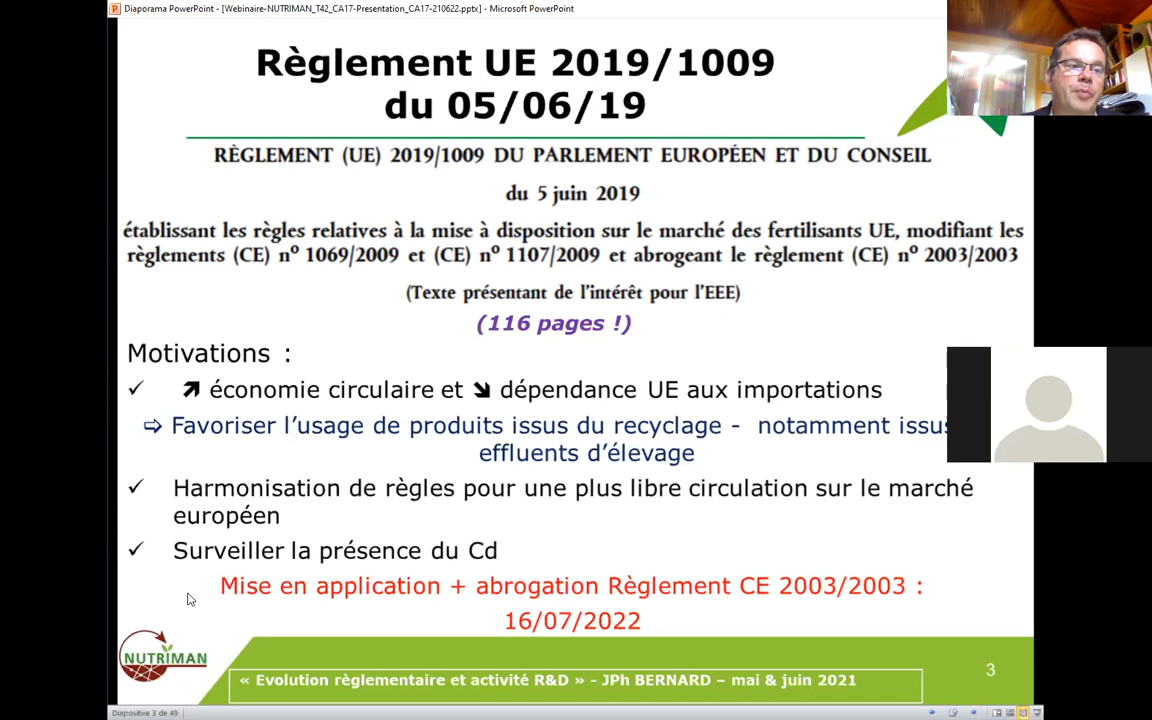 Diaporama PowerPoint - [Webinaire-NUTRIMAN_T42_CA17-Presentation_CA17-210622.pptx] - Microsoft PowerPoint
Règlement UE 2019/1009
du 05/06/19
RÈGLEMENT (UE) 2019/1009 DU PARLEMENT EUROPÉEN ET DU CONSEIL
du 5 juin 2019
établissant les règles relatives à la mise à disposition sur le marché des fertilisants UE, modifiant les
règlements (CE) nº 1069/2009 et (CE) nº 1107/2009 et abrogeant le règlement (CE) nº 2003/2003
(Texte présentant de l'intérêt pour l'EEE)
(116 pages !)
Motivations :
✓ ↗ économie circulaire et ↘ dépendance UE aux importations
⇨ Favoriser l'usage de produits issus du recyclage - notamment issus
effluents d'élevage
✓ Harmonisation de règles pour une plus libre circulation sur le marché
européen
✓ Surveiller la présence du Cd
Mise en application + abrogation Règlement CE 2003/2003 :
16/07/2022
NUTRIMAN
« Evolution règlementaire et activité R&D » - JPh BERNARD – mai & juin 2021
3
Diapositive 3 de 49